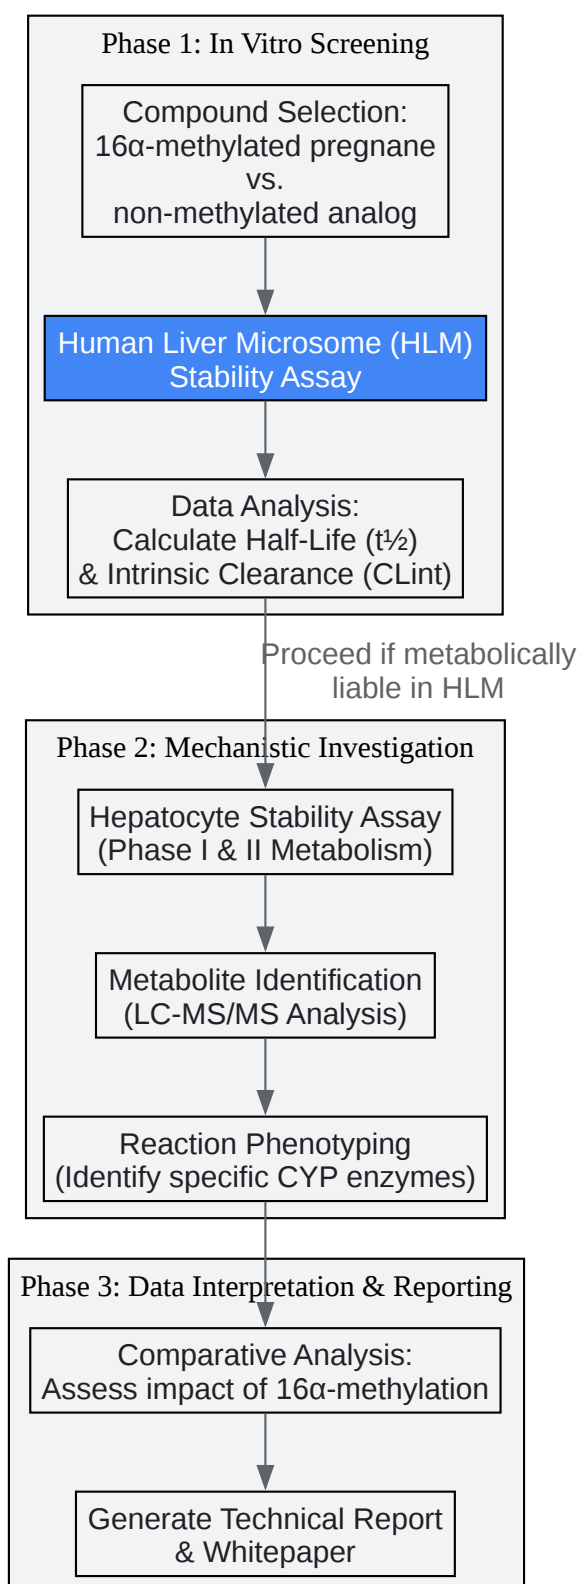 Phase 1: In Vitro Screening
Compound Selection:
16α-methylated pregnane
vs.
non-methylated analog
Human Liver Microsome (HLM)
Stability Assay
Data Analysis:
Calculate Half-Life (t½)
& Intrinsic Clearance (CLint)
Proceed if metabolically
liable in HLM
Phase 2: Mechanistic Investigation
Hepatocyte Stability Assay
(Phase I & II Metabolism)
Metabolite Identification
(LC-MS/MS Analysis)
Reaction Phenotyping
(Identify specific CYP enzymes)
Phase 3: Data Interpretation & Reporting
Comparative Analysis:
Assess impact of 16α-methylation
Generate Technical Report
& Whitepaper